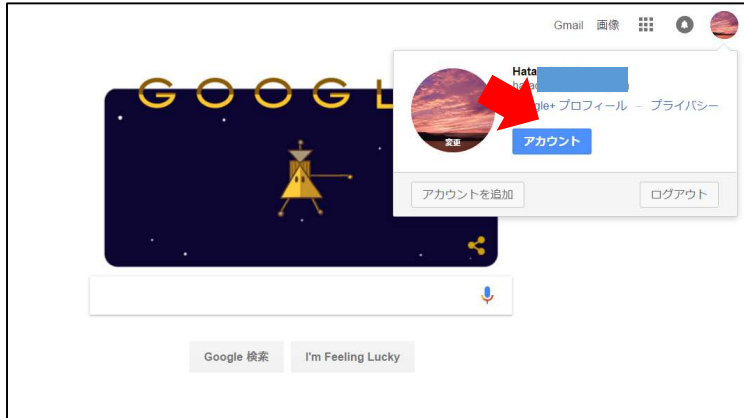 Gmail 画像
GOOGL
Hata
gle+ プロフィール – プライバシー
変更
アカウント
アカウントを追加
ログアウト
Google 検索
I'm Feeling Lucky